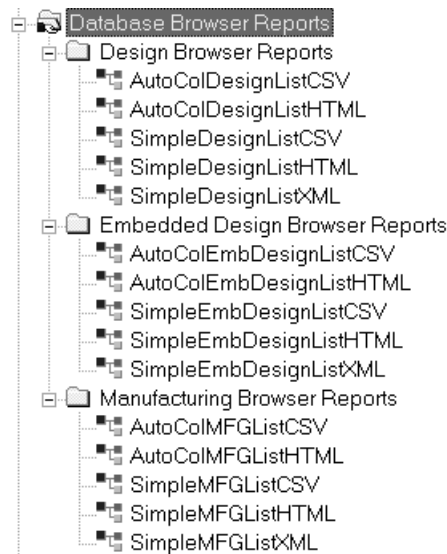 Database Browser Reports
Design Browser Reports
AutoColDesignListCSV
AutoColDesignListHTML
SimpleDesignListCSV
SimpleDesignListHTML
SimpleDesignListXML
Embedded Design Browser Reports
AutoColEmbDesignListCSV
AutoColEmbDesignListHTML
SimpleEmbDesignListCSV
SimpleEmbDesignListHTML
SimpleEmbDesignListXML
Manufacturing Browser Reports
AutoColMFGListCSV
AutoColMFGListHTML
SimpleMFGListCSV
SimpleMFGListHTML
SimpleMFGListXML